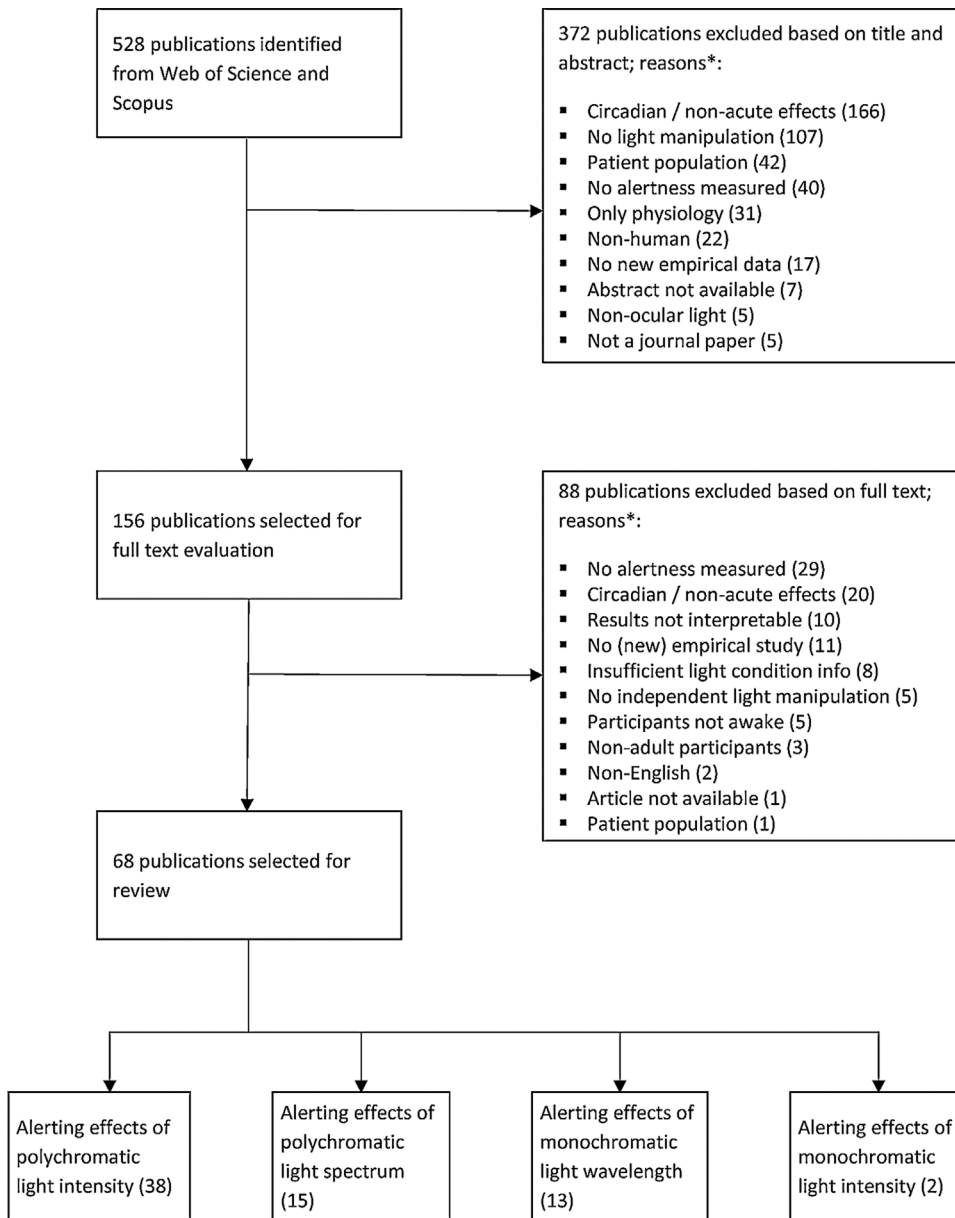 528 publications identified
from Web of Science and
Scopus
372 publications excluded based on title and
abstract; reasons*:
▪ Circadian / non-acute effects (166)
▪ No light manipulation (107)
▪ Patient population (42)
▪ No alertness measured (40)
▪ Only physiology (31)
▪ Non-human (22)
▪ No new empirical data (17)
▪ Abstract not available (7)
▪ Non-ocular light (5)
▪ Not a journal paper (5)
156 publications selected for
full text evaluation
88 publications excluded based on full text;
reasons*:
▪ No alertness measured (29)
▪ Circadian / non-acute effects (20)
▪ Results not interpretable (10)
▪ No (new) empirical study (11)
▪ Insufficient light condition info (8)
▪ No independent light manipulation (5)
▪ Participants not awake (5)
▪ Non-adult participants (3)
▪ Non-English (2)
▪ Article not available (1)
▪ Patient population (1)
68 publications selected for
review
Alerting effects of
polychromatic
light intensity (38)
Alerting effects of
polychromatic
light spectrum
(15)
Alerting effects of
monochromatic
light wavelength
(13)
Alerting effects of
monochromatic
light intensity (2)